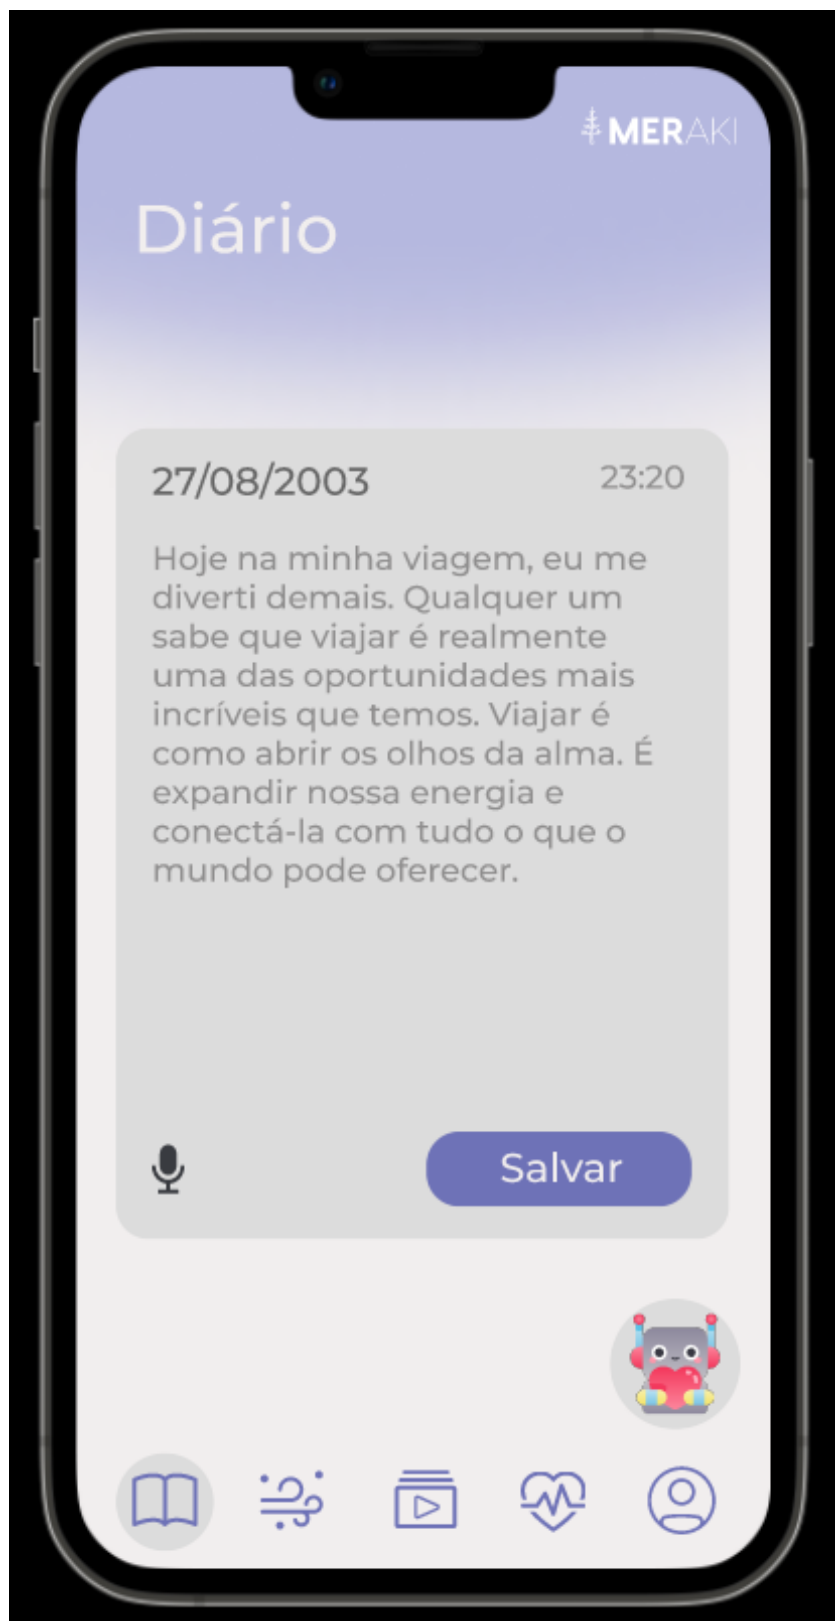 MERAKI
Diário
27/08/2003
23:20
Hoje na minha viagem, eu me
diverti demais. Qualquer um
sabe que viajar é realmente
uma das oportunidades mais
incríveis que temos. Viajar é
como abrir os olhos da alma. É
expandir nossa energia e
conectá-la com tudo o que o
mundo pode oferecer.
Salvar